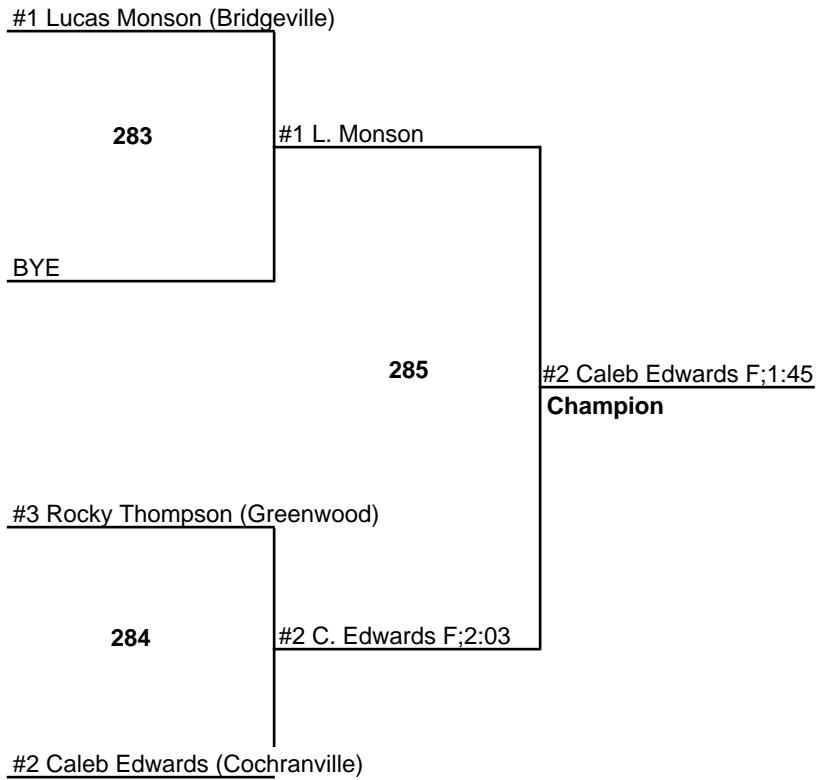 #1 Lucas Monson (Bridgeville)
283
#1 L. Monson
BYE
285
#2 Caleb Edwards F;1:45
Champion
#3 Rocky Thompson (Greenwood)
284
#2 C. Edwards F;2:03
#2 Caleb Edwards (Cochranville)